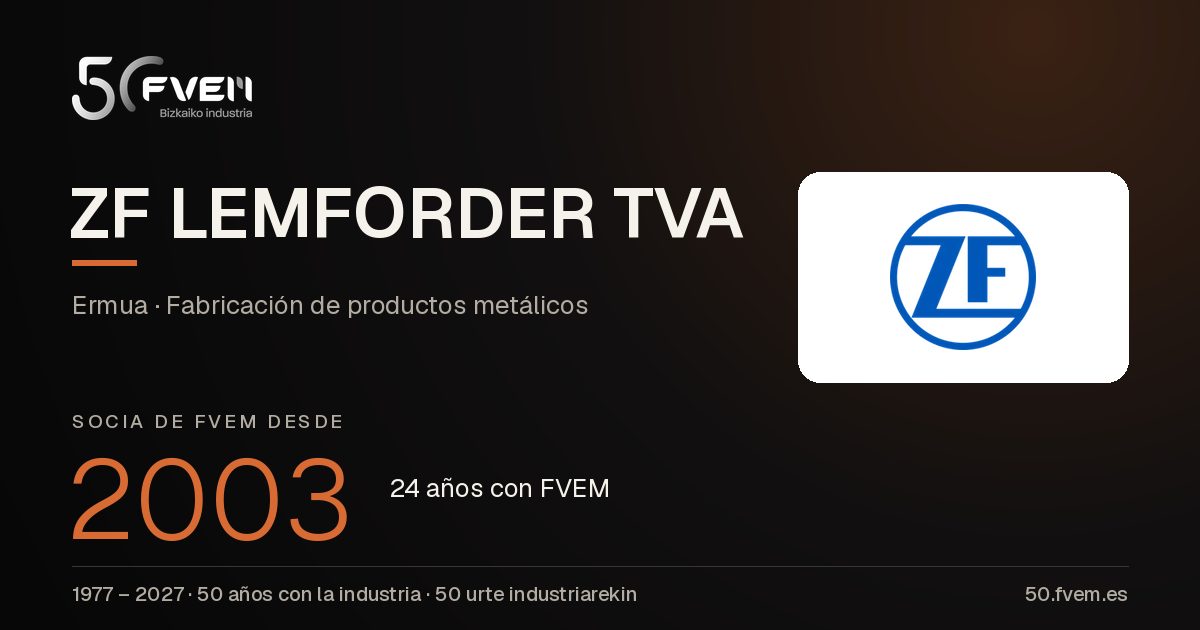 50 FVEM
Bizkaiko industria
ZF LEMFORDER TVA
ZF
Ermua · Fabricación de productos metálicos
SOCIA DE FVEM DESDE
2003
24 años con FVEM
1977 – 2027 · 50 años con la industria · 50 urte industriarekin
50.fvem.es